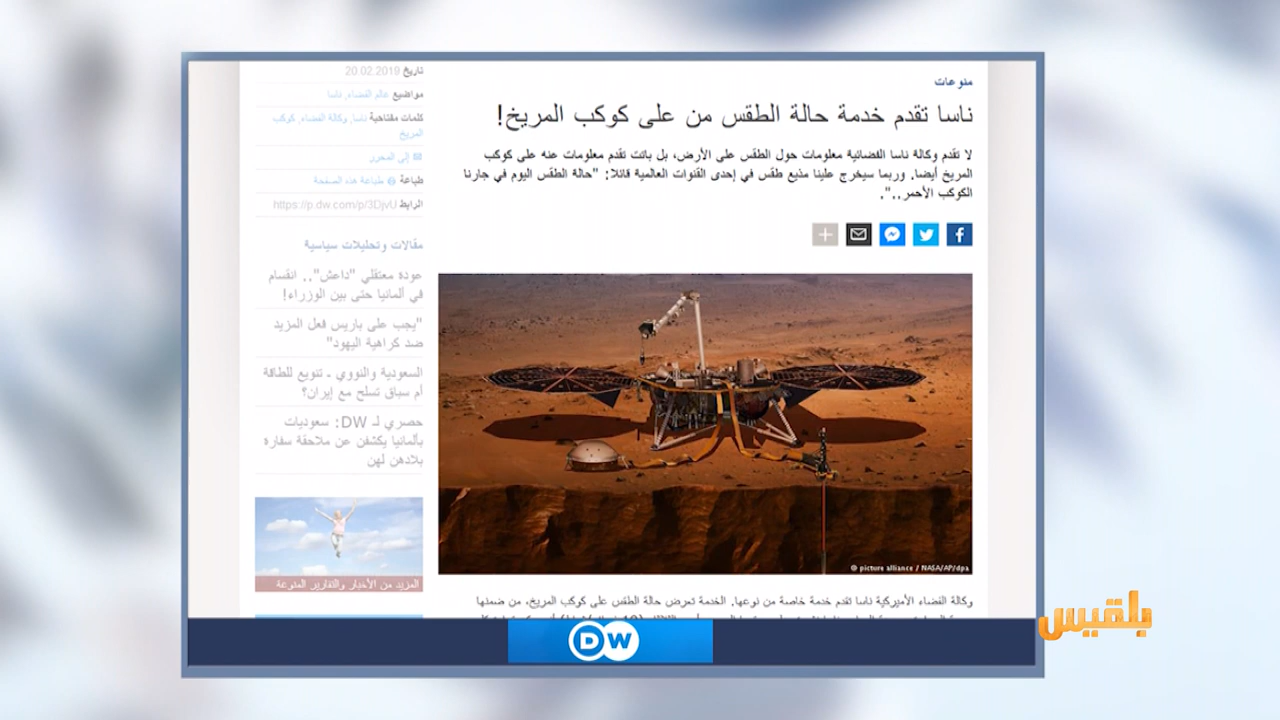 منوعات
ناسا تقدم خدمة حالة الطقس من على كوكب المريخ!
لا تقدم وكالة ناسا الفضائية معلومات حول الطقس على الأرض، بل باتت تقدم معلومات عنه على كوكب
المريخ أيضا. وربما سيخرج علينا مذيع طقس في إحدى القنوات العالمية قائلا: "حالة الطقس اليوم في جارنا
الكوكب الأحمر..".
© picture alliance / NASA/AP/dpa
وكالة الفضاء الأميركية ناسا تقدم خدمة خاصة من نوعها. الخدمة تعرض حالة الطقس على كوكب المريخ، من ضمنها
تاريخ 20.02.2019
مواضيع عالم الفضاء, ناسا
كلمات مفتاحية ناسا, وكالة الفضاء, كوكب
المريخ
إلى المحرر
طباعة طباعة هذه الصفحة
الرابط https://p.dw.com/p/3DjvU
مقالات وتحليلات سياسية
عودة معتقلي "داعش".. انقسام
في ألمانيا حتى بين الوزراء!
"يجب على باريس فعل المزيد
ضد كراهية اليهود"
السعودية والنووي ـ تنويع للطاقة
أم سباق تسلح مع إيران؟
حصري لـ DW: سعوديات
بألمانيا يكشفن عن ملاحقة سفارة
بلادهن لهن
المزيد من الأخبار والتقارير المنوعة
DW
بلقيس